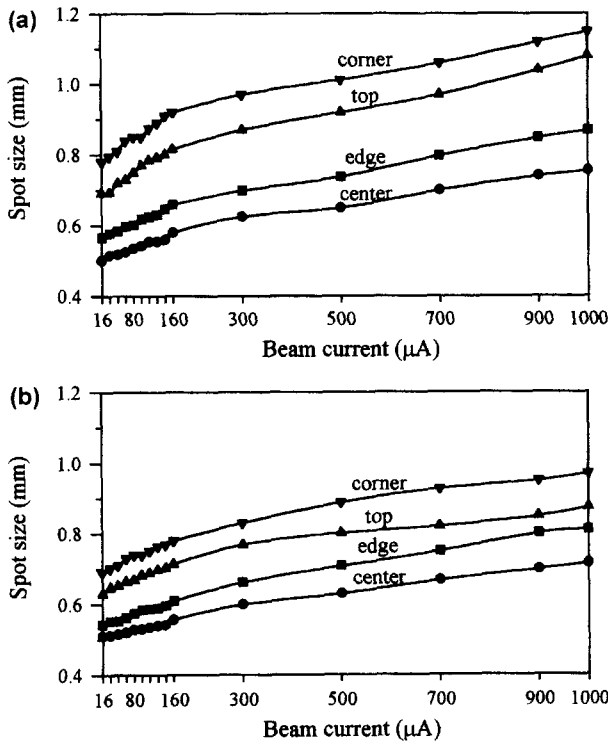 (a)
1.2
1.0
0.8
0.6
0.4
Spot size (mm)
corner
top
edge
center
16 80 160 300 500 700 900 1000
Beam current (μA)
(b)
1.2
1.0
0.8
0.6
0.4
Spot size (mm)
corner
top
edge
center
16 80 160 300 500 700 900 1000
Beam current (μA)